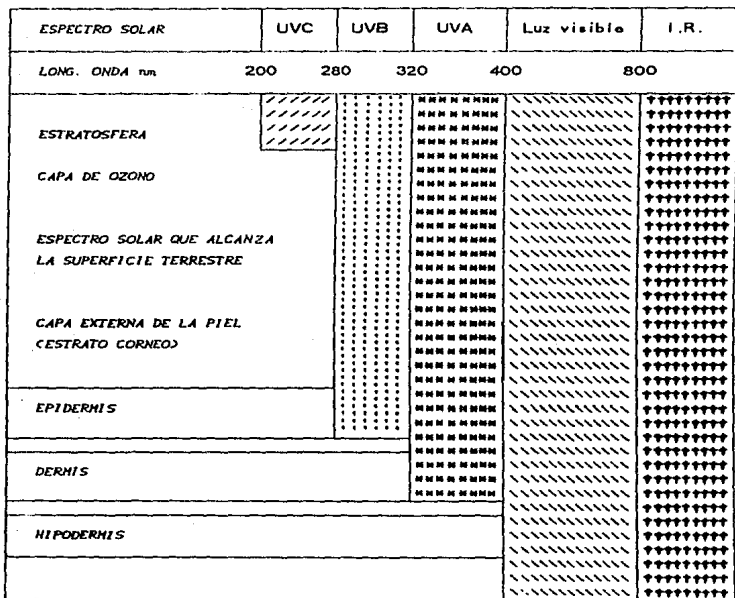 ESPECTRO SOLAR UVC UVB UVA Luz visible I.R.
LONG. ONDA nm 200 280 320 400 800
ESTRATOSFERA
CAPA DE OZONO
ESPECTRO SOLAR QUE ALCANZA
LA SUPERFICIE TERRESTRE
CAPA EXTERNA DE LA PIEL
(ESTRATO CORNEO)
EPIDERMIS
DERMIS
HIPODERMIS